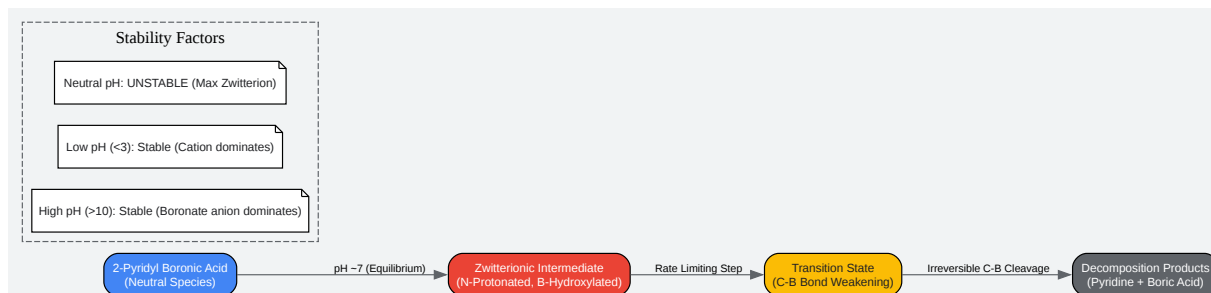 Stability Factors
Neutral pH: UNSTABLE (Max Zwitterion)
Low pH (<3): Stable (Cation dominates)
High pH (>10): Stable (Boronate anion dominates)
2-Pyridyl Boronic Acid
(Neutral Species)
pH ~7 (Equilibrium)
Zwitterionic Intermediate
(N-Protonated, B-Hydroxylated)
Rate Limiting Step
Transition State
(C-B Bond Weakening)
Irreversible C-B Cleavage
Decomposition Products
(Pyridine + Boric Acid)